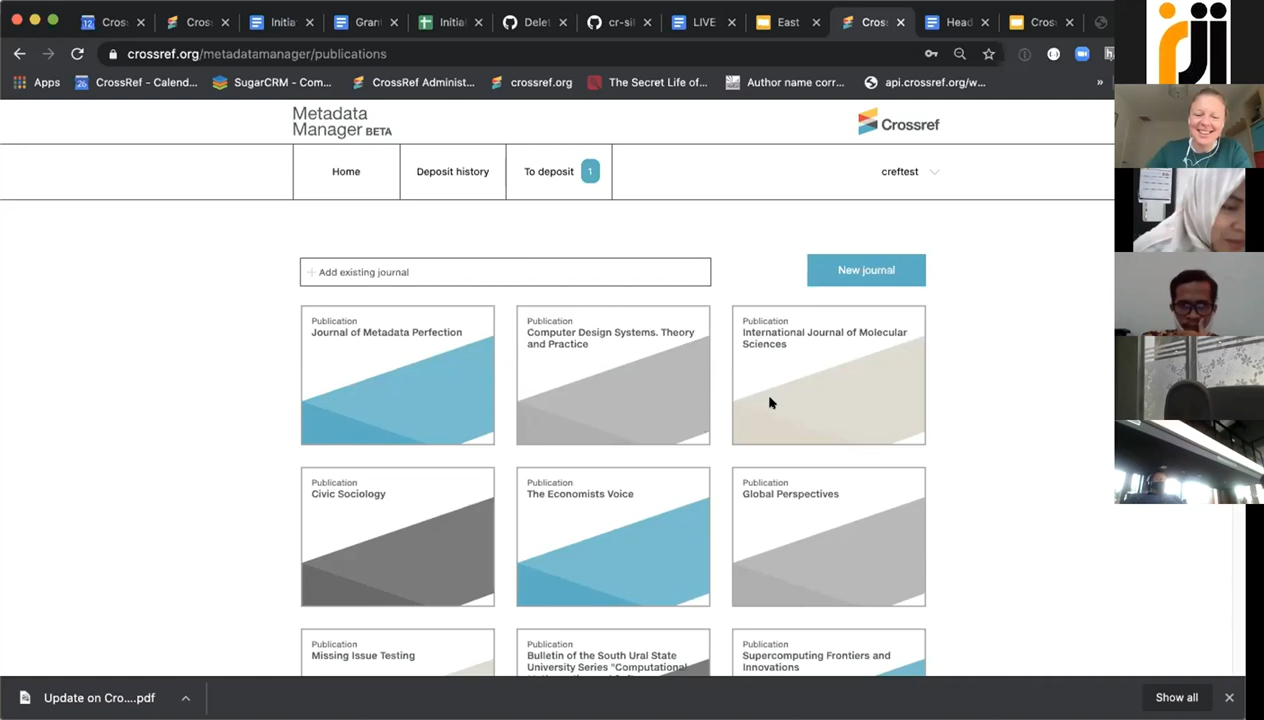 Cros
Cros
Initia
Gran
Initia
Delet
cr-sil
LIVE
East
Cros
Head
Cros
crossref.org/metadatamanager/publications
Apps
CrossRef - Calend...
SugarCRM - Com...
CrossRef Administ...
crossref.org
The Secret Life of...
Author name corr...
api.crossref.org/w...
»
Metadata
Manager BETA
Crossref
Home
Deposit history
To deposit 1
creftest
+ Add existing journal
New journal
Publication
Journal of Metadata Perfection
Publication
Computer Design Systems. Theory
and Practice
Publication
International Journal of Molecular
Sciences
Publication
Civic Sociology
Publication
The Economists Voice
Publication
Global Perspectives
Publication
Missing Issue Testing
Publication
Bulletin of the South Ural State
University Series "Computational
Publication
Supercomputing Frontiers and
Innovations
Update on Cro....pdf
Show all
rji